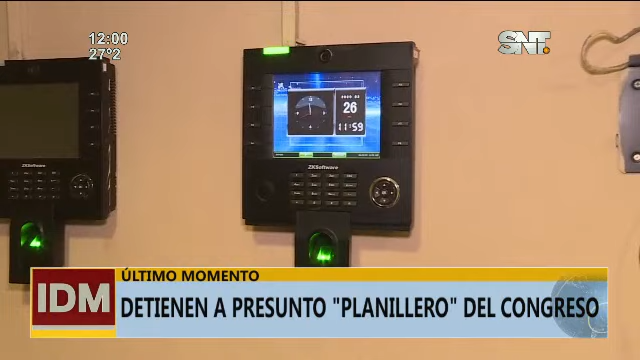 12:00
27°2
SNT
26
11:59
ZKSoftware
ZKSoftware
ÚLTIMO MOMENTO
IDM
DETIENEN A PRESUNTO "PLANILLERO" DEL CONGRESO